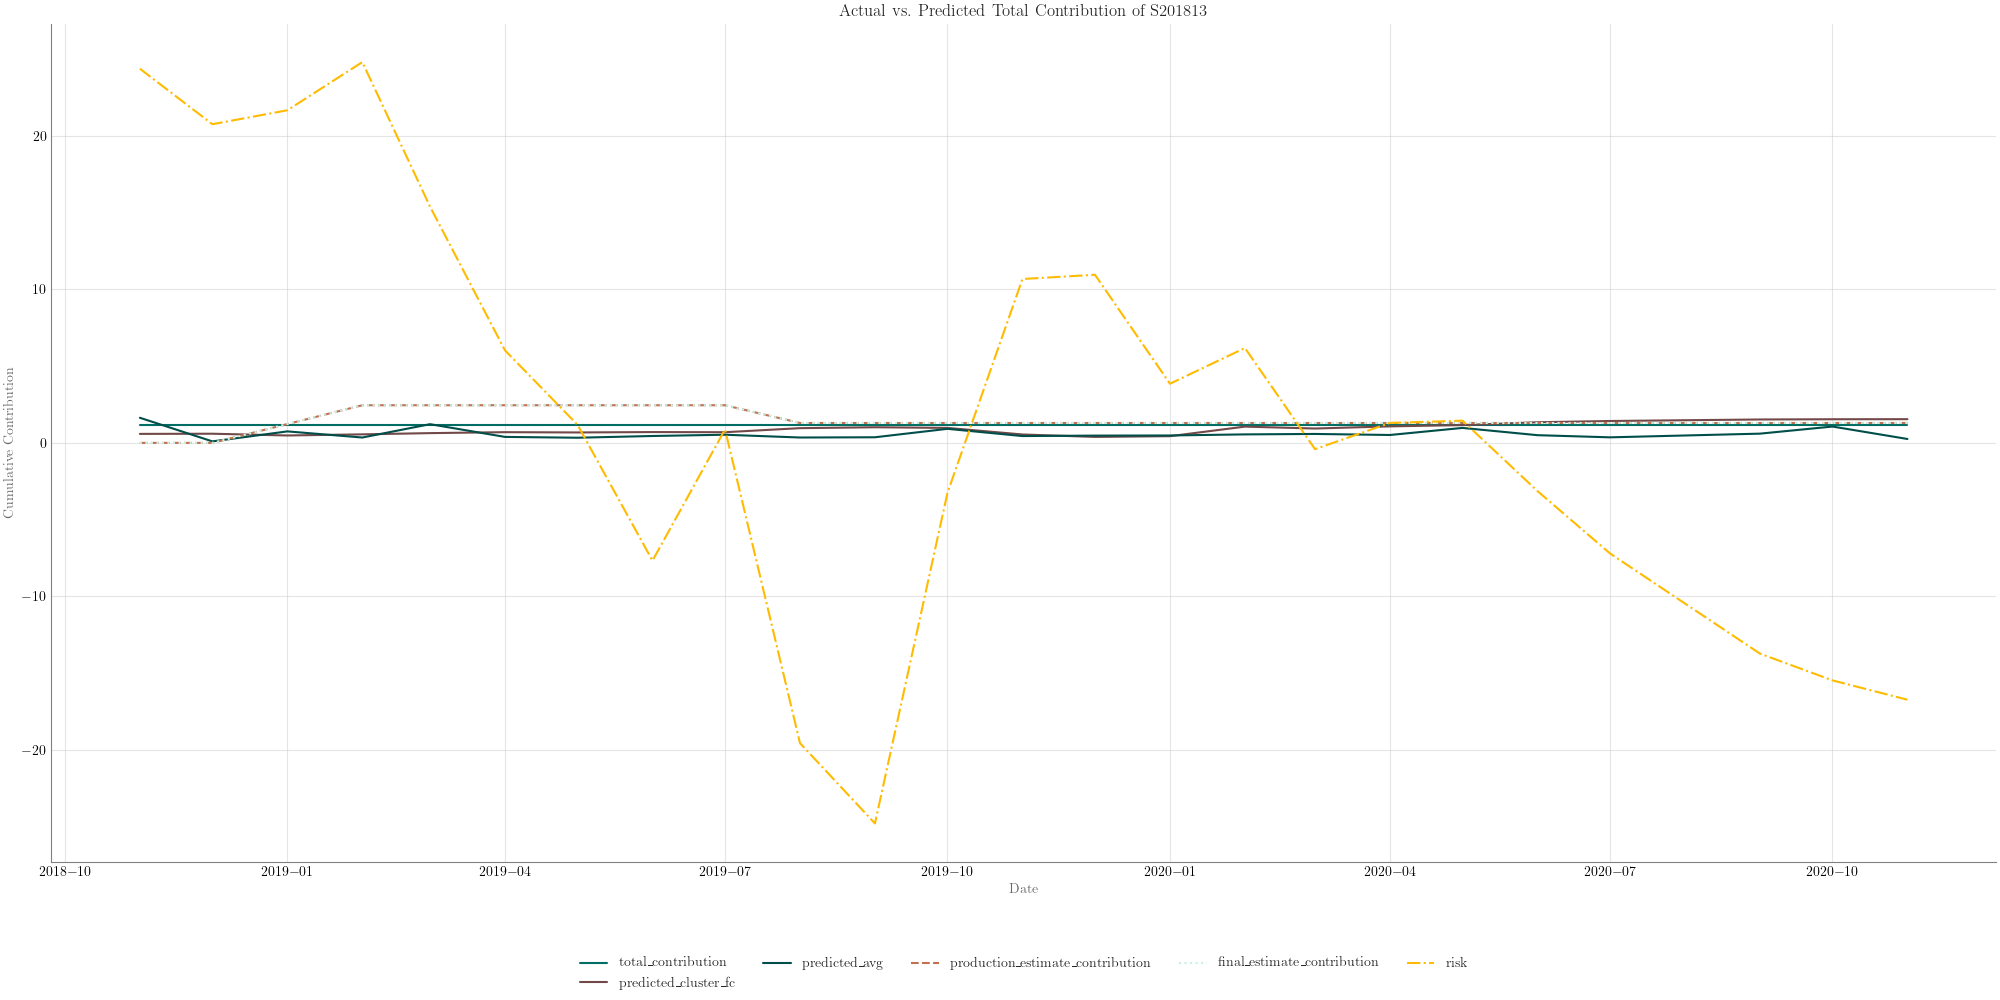 Actual vs. Predicted Total Contribution of S201813
Cumulative Contribution
20
10
0
−10
−20
2018−10 2019−01 2019−04 2019−07 2019−10 2020−01 2020−04 2020−07 2020−10
Date
total_contribution predicted_avg production_estimate_contribution final_estimate_contribution risk
predicted_cluster_fc